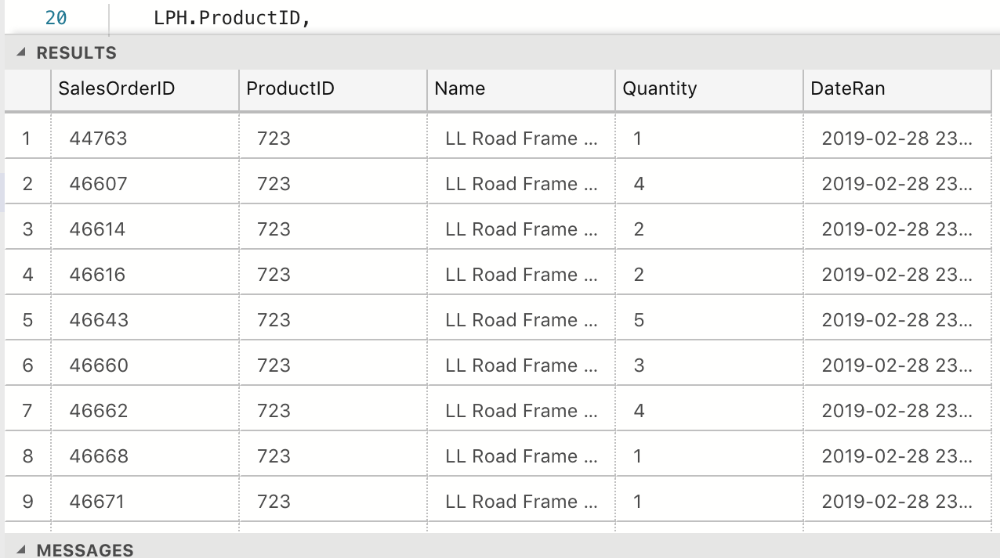 20 LPH.ProductID,
RESULTS
SalesOrderID ProductID Name Quantity DateRan
1 44763 723 LL Road Frame ... 1 2019-02-28 23...
2 46607 723 LL Road Frame ... 4 2019-02-28 23...
3 46614 723 LL Road Frame ... 2 2019-02-28 23...
4 46616 723 LL Road Frame ... 2 2019-02-28 23...
5 46643 723 LL Road Frame ... 5 2019-02-28 23...
6 46660 723 LL Road Frame ... 3 2019-02-28 23...
7 46662 723 LL Road Frame ... 4 2019-02-28 23...
8 46668 723 LL Road Frame ... 1 2019-02-28 23...
9 46671 723 LL Road Frame ... 1 2019-02-28 23...
MESSAGES